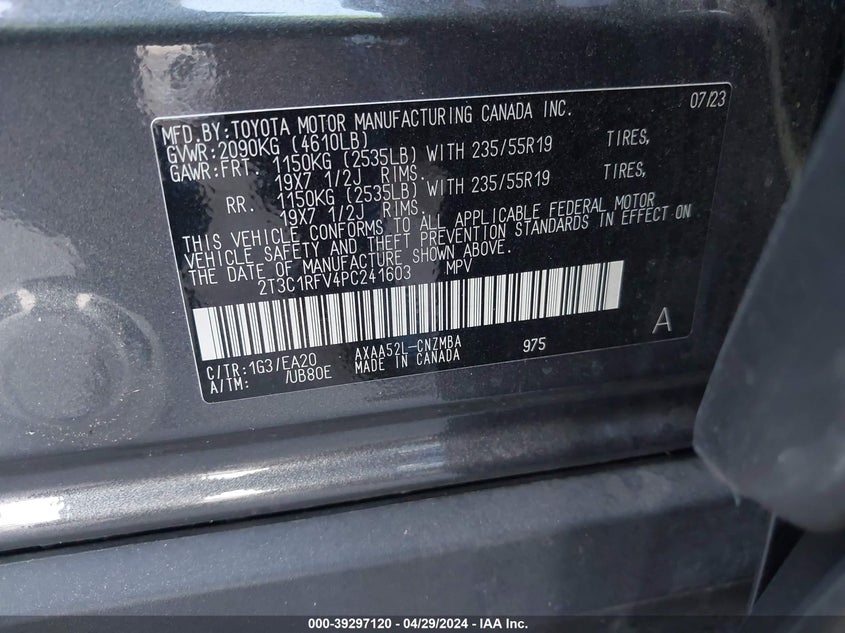 MFD.BY:TOYOTA MOTOR MANUFACTURING CANADA INC. 07/23
GVWR:2090KG (4610LB)
GAWR:FRT. 1150KG (2535LB) WITH 235/55R19 TIRES,
19X7 1/2J RIMS.
RR. 1150KG (2535LB) WITH 235/55R19 TIRES,
19X7 1/2J RIMS.
THIS VEHICLE CONFORMS TO ALL APPLICABLE FEDERAL MOTOR
VEHICLE SAFETY AND THEFT PREVENTION STANDARDS IN EFFECT ON
THE DATE OF MANUFACTURE SHOWN ABOVE.
2T3C1RFV4PC241603 MPV
A
C/TR:1G3/EA20 AXAA52L-CNZMBA 975
A/TM: /UB80E MADE IN CANADA
000-39297120 - 04/29/2024 - IAA Inc.